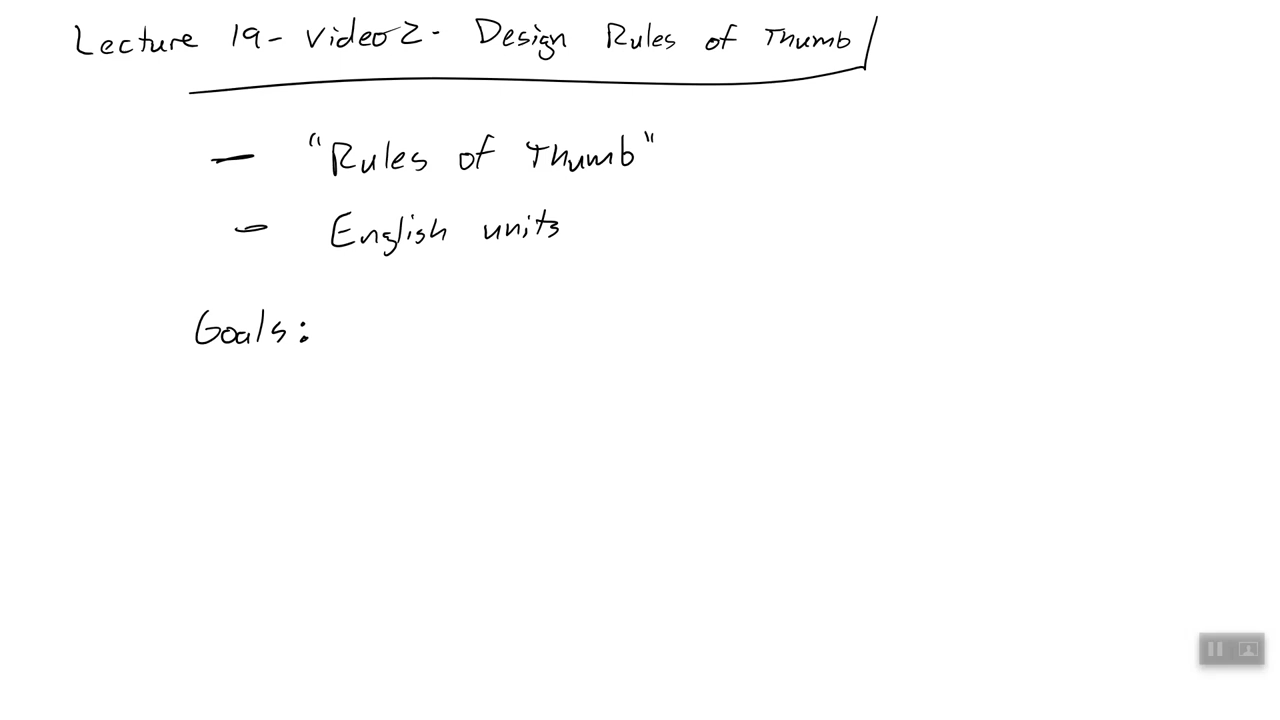 Lecture 19- Video 2- Design Rules of Thumb
- "Rules of Thumb"
- English units
Goals: